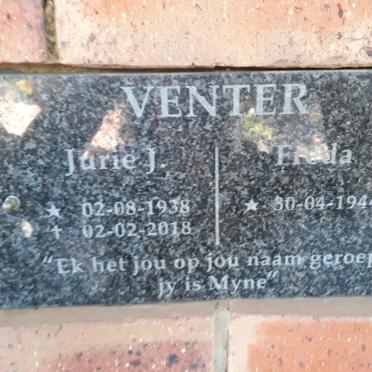 VENTER
Jurie J. Freda
★ 02-08-1938 ★ 30-04-194
✝ 02-02-2018
"Ek het jou op jou naam geroep
jy is Myne"